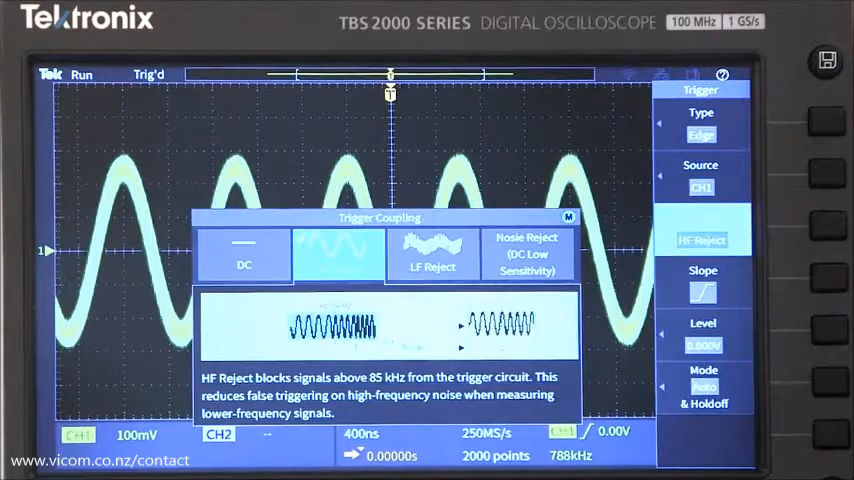 Tektronix
TBS 2000 SERIES DIGITAL OSCILLOSCOPE 100 MHz 1 GS/s
Tek Run Trig'd
T
T
Trigger
Type
Edge
Source
CH1
HF Reject
Slope
Level
0.000V
Mode
Auto
& Holdoff
1
Trigger Coupling M
DC
LF Reject
Nosie Reject
(DC Low
Sensitivity)
HF Reject blocks signals above 85 kHz from the trigger circuit. This
reduces false triggering on high-frequency noise when measuring
lower-frequency signals.
CH1 100mV CH2 -- 400ns 250MS/s CH1 0.00V
0.00000s 2000 points 788kHz
www.vicom.co.nz/contact